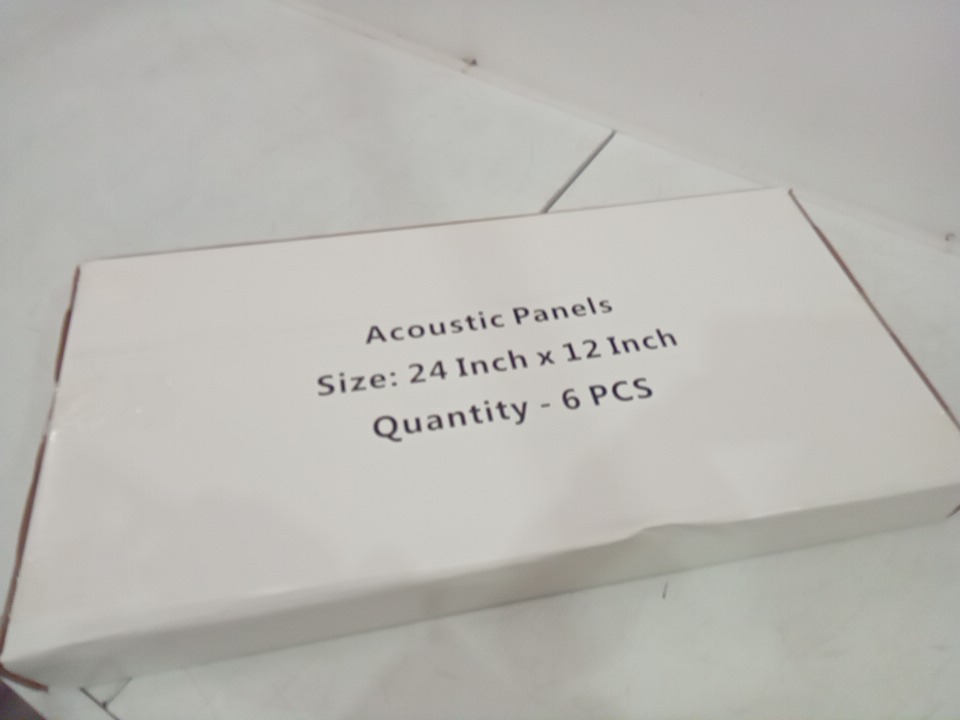 Acoustic Panels
Size: 24 Inch x 12 Inch
Quantity - 6 PCS